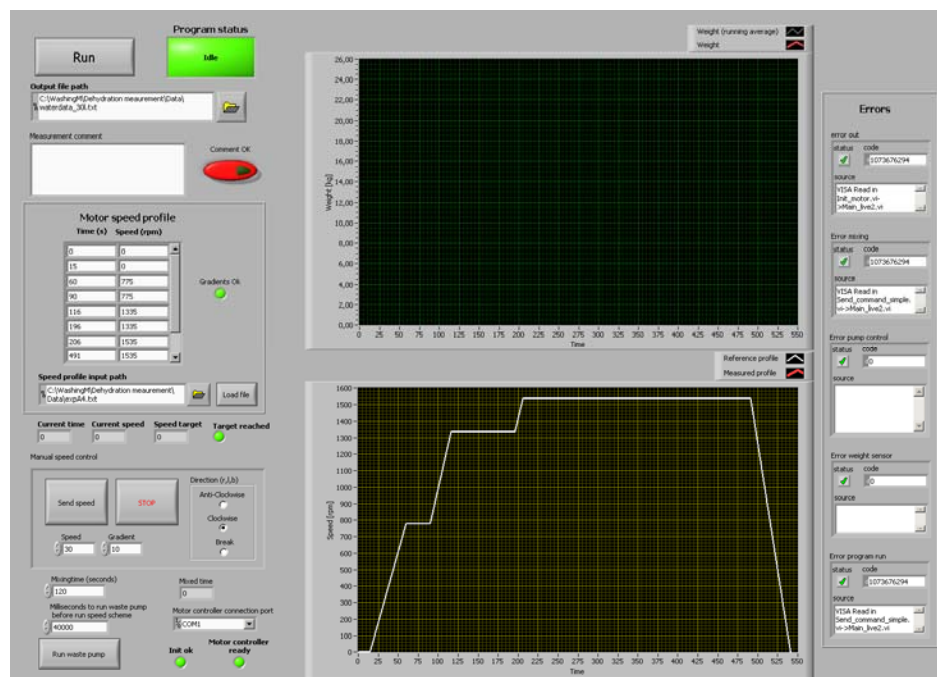 Program status
Run
Idle
Output file path
C:\WashingM\Dehydration meaurement\Data\
waterdata_30l.txt
Measurement comment
Comment OK
Motor speed profile
Time (s) Speed (rpm)
0 0
15 0
60 775
90 775
116 1335
196 1335
206 1535
491 1535
Gradients Ok
Speed profile input path
C:\WashingM\Dehydration meaurement\
Data\expA4.txt
Load file
Current time Current speed Speed target Target reached
0 0 0
Manual speed control
Send speed
STOP
Direction (r,l,b)
Anti-Clockwise
Clockwise
Break
Speed Gradient
30 10
Mixingtime (seconds)
120
Mixed time
0
Milliseconds to run waste pump
before run speed scheme
40000
Motor controller connection port
COM1
Run waste pump
Init ok
Motor controller
ready
Weight (running average)
Weight
26,00
24,00
22,00
20,00
18,00
16,00
14,00
12,00
10,00
8,00
6,00
4,00
2,00
0,00
Weight [kg]
0 25 50 75 100 125 150 175 200 225 250 275 300 325 350 375 400 425 450 475 500 525 550
Time
Reference profile
Measured profile
1600
1500
1400
1300
1200
1100
1000
900
800
700
600
500
400
300
200
100
0
Speed [rpm]
0 25 50 75 100 125 150 175 200 225 250 275 300 325 350 375 400 425 450 475 500 525 550
Time
Errors
error out
status code
1073676294
source
VISA Read in
Init_motor.vi-
>Main_live2.vi
Error mixing
status code
1073676294
source
VISA Read in
Send_command_simple.
vi->Main_live2.vi
Error pump control
status code
0
source
Error weight sensor
status code
0
source
Error program run
status code
1073676294
source
VISA Read in
Send_command_simple.
vi->Main_live2.vi